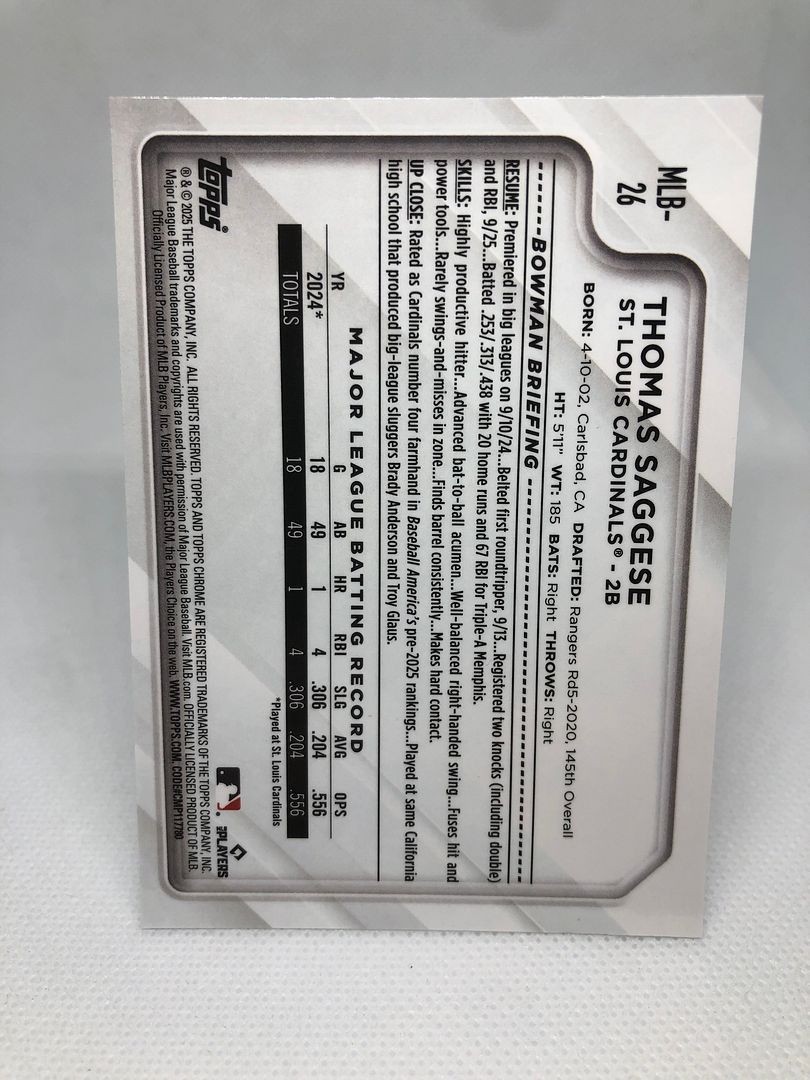 MLB-
26
THOMAS SAGGESE
ST. LOUIS CARDINALS® - 2B
BORN: 4-10-02, Carlsbad, CA DRAFTED: Rangers Rd5-2020, 145th Overall
HT: 5'11" WT: 185 BATS: Right THROWS: Right
BOWMAN BRIEFING
RESUME: Premiered in big leagues on 9/10/24...Belted first roundtripper, 9/13...Registered two knocks (including double)
and RBI, 9/25...Batted .253/.313/.438 with 20 home runs and 67 RBI for Triple-A Memphis.
SKILLS: Highly productive hitter...Advanced bat-to-ball acumen...Well-balanced right-handed swing...Fuses hit and
power tools...Rarely swings-and-misses in zone...Finds barrel consistently...Makes hard contact.
UP CLOSE: Rated as Cardinals number four farmhand in Baseball America's pre-2025 rankings...Played at same California
high school that produced big-league sluggers Brady Anderson and Troy Glaus.
MAJOR LEAGUE BATTING RECORD
YR G AB HR RBI SLG AVG OPS
2024* 18 49 1 4 .306 .204 .556
TOTALS 18 49 1 4 .306 .204 .556
*Played at St. Louis Cardinals
topps®
MLB PLAYERS
® & © 2025 THE TOPPS COMPANY, INC. ALL RIGHTS RESERVED. TOPPS AND TOPPS CHROME ARE REGISTERED TRADEMARKS OF THE TOPPS COMPANY, INC.
Major League Baseball trademarks and copyrights are used with permission of Major League Baseball. Visit MLB.com. OFFICIALLY LICENSED PRODUCT OF MLB
Officially Licensed Product of MLB Players, Inc. Visit MLBPLAYERS.COM, the Players Choice on the web. WWW.TOPPS.COM. CODE#CMP117780